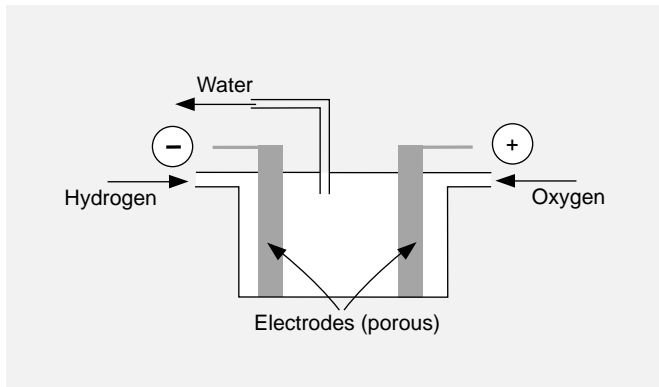 Water
−
+
Hydrogen
Oxygen
Electrodes (porous)